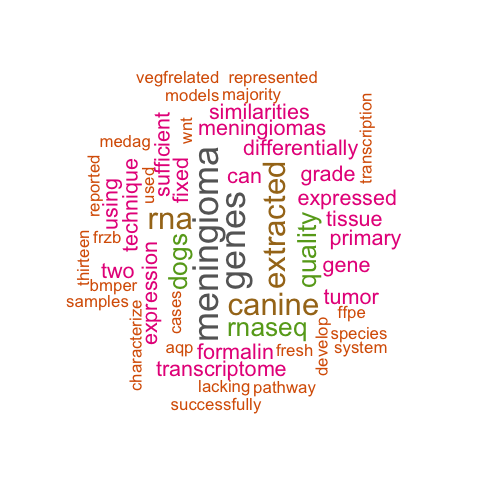 vegfrelated represented
models majority
similarities
meningiomas
medag
wnt
sufficient
differentially
transcription
reported
using
technique
used
fixed
can
grade
rna
meningioma
genes
extracted
quality
expressed
tissue
primary
thirteen
frzb
two
bmper
samples
expression
dogs
gene
canine
tumor
characterize
cases
rnaseq
ffpe
species
system
develop
aqp
formalin
fresh
transcriptome
lacking pathway
successfully